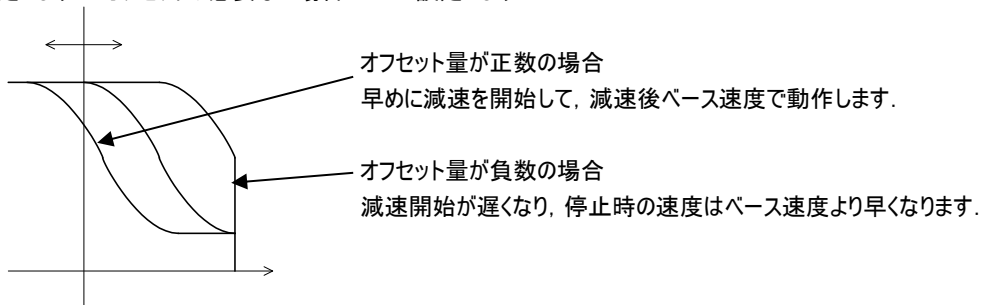 オフセット量が正数の場合
早めに減速を開始して, 減速後ベース速度で動作します.
オフセット量が負数の場合
減速開始が遅くなり, 停止時の速度はベース速度より早くなります.